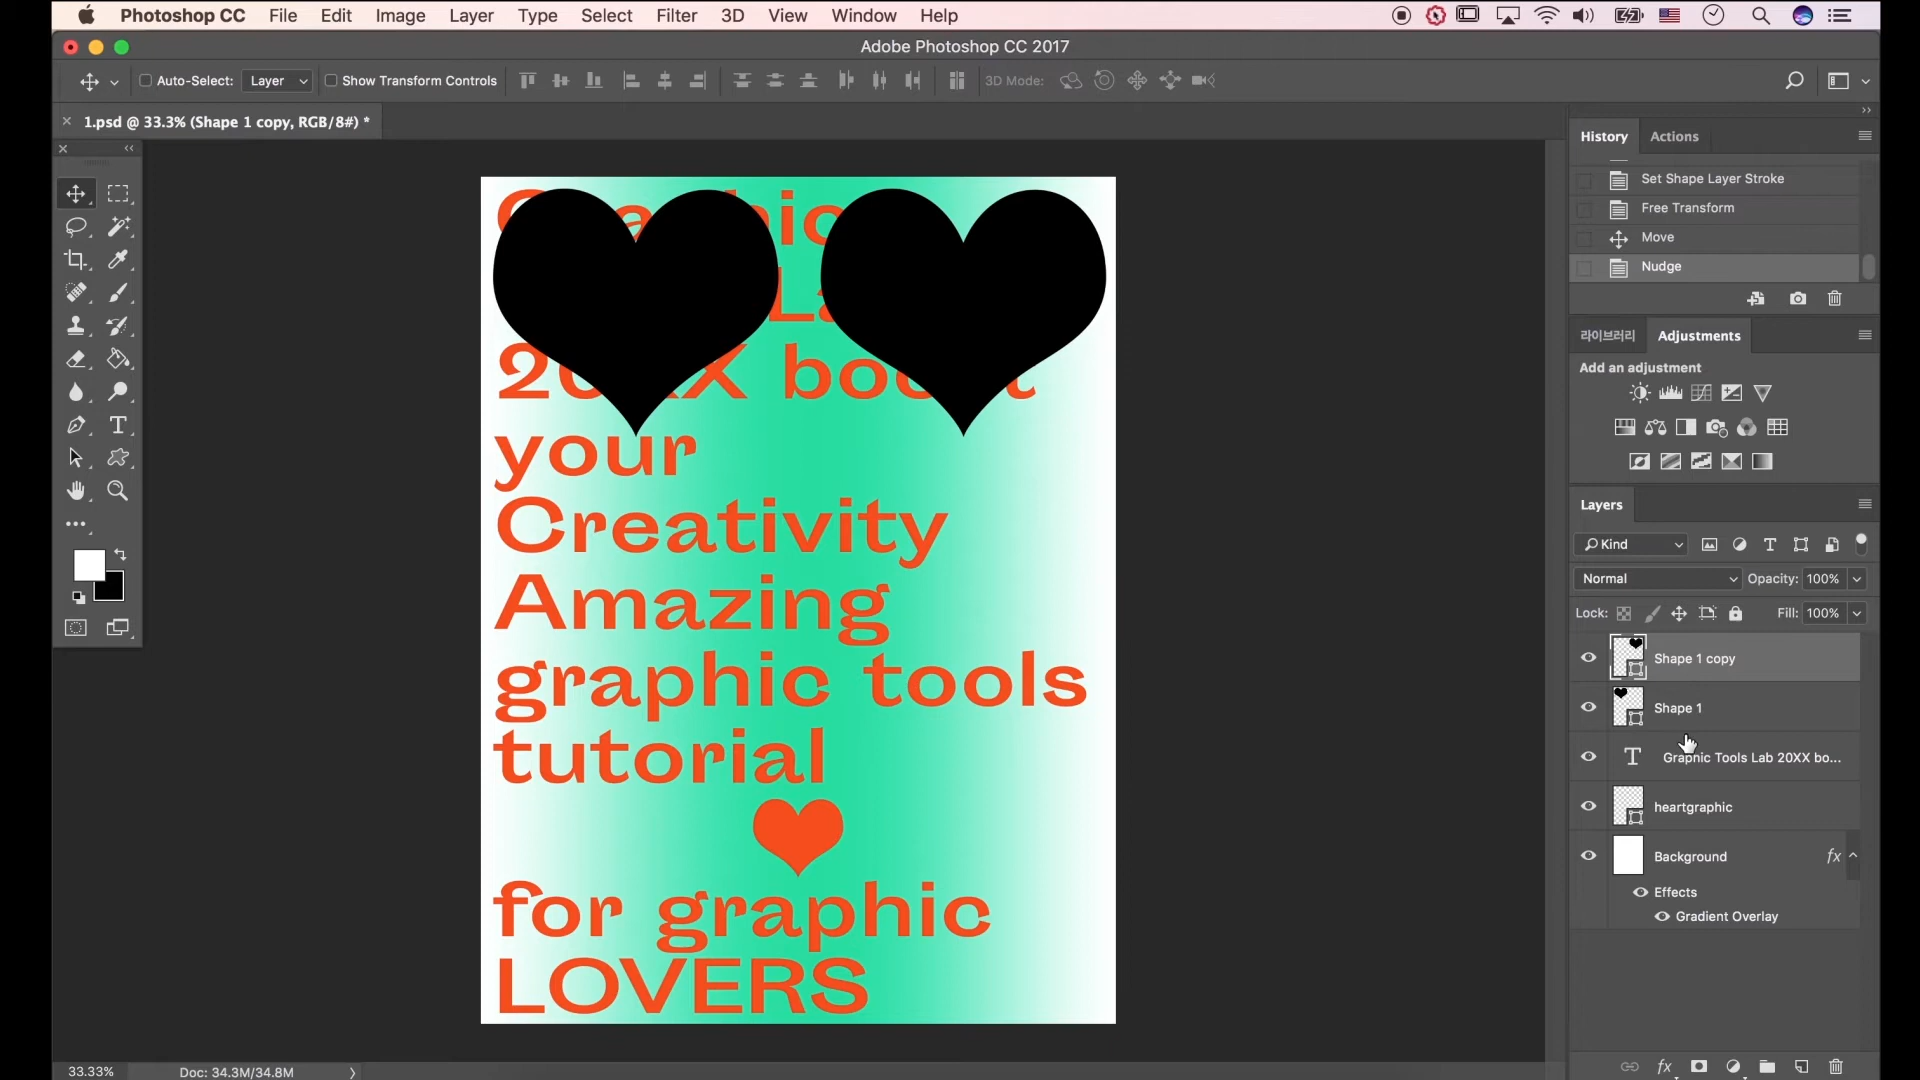 Photoshop CC File Edit Image Layer Type Select Filter 3D View Window Help
Adobe Photoshop CC 2017
Auto-Select: Layer Show Transform Controls 3D Mode:
1.psd @ 33.3% (Shape 1 copy, RGB/8#) *
2 X
your
Creativity
Amazing
graphic tools
tutorial
for graphic
LOVERS
History Actions
Set Shape Layer Stroke
Free Transform
Move
Nudge
라이브러리 Adjustments
Add an adjustment
Layers
Kind
Normal Opacity: 100%
Lock: Fill: 100%
Shape 1 copy
Shape 1
T Graphic Tools Lab 20XX bo...
heartgraphic
Background fx
Effects
Gradient Overlay
fx
33.33% Doc: 34.3M/34.8M